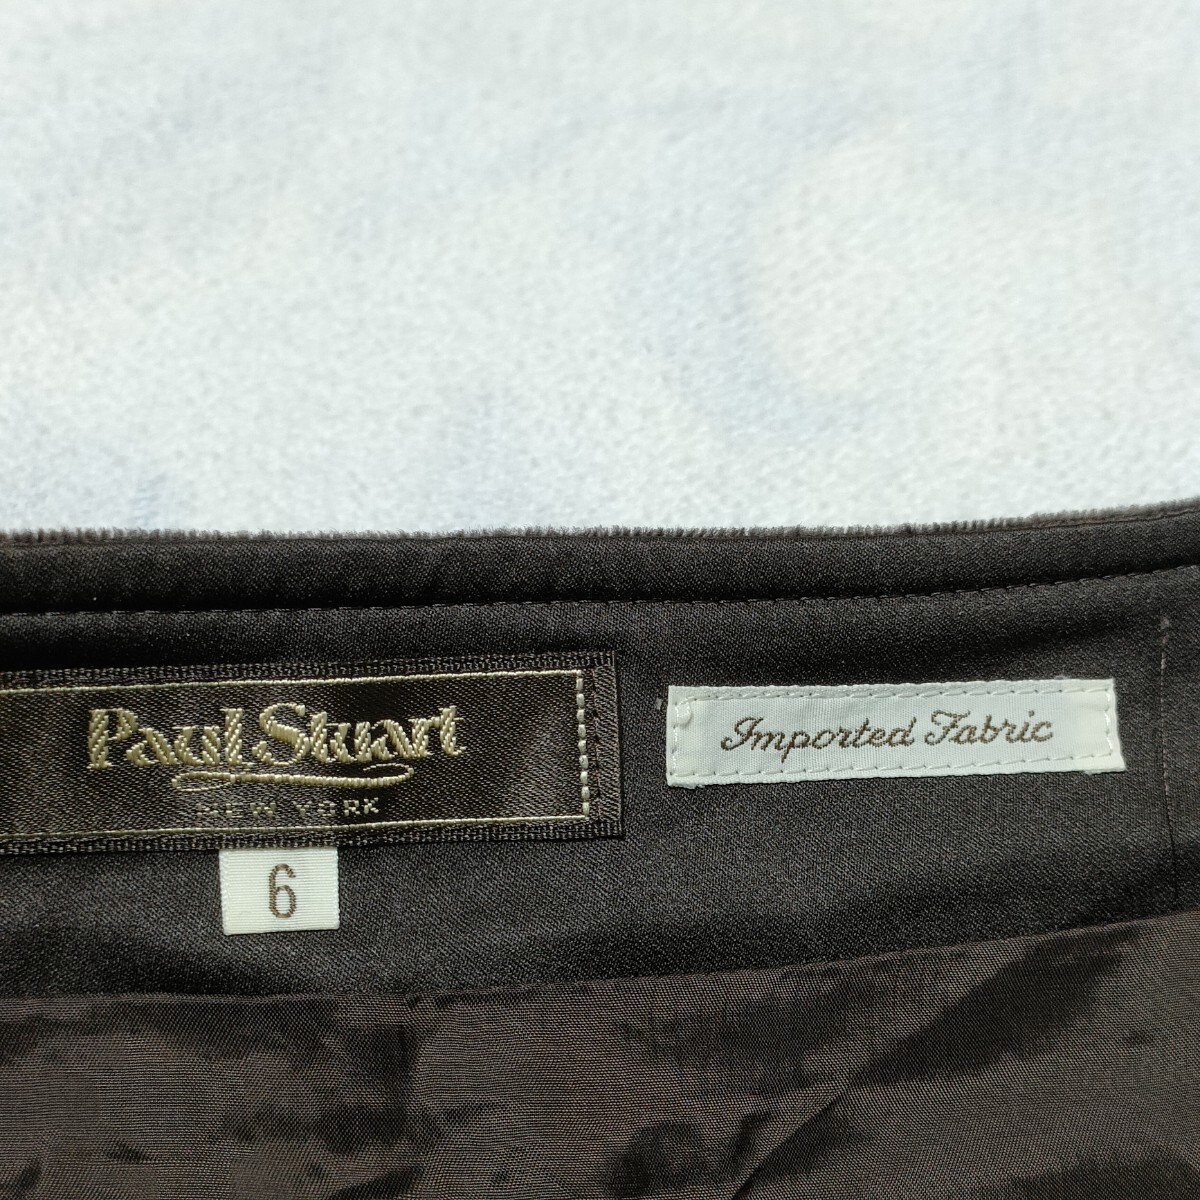 Paul Stuart
NEW YORK
6
Imported Fabric